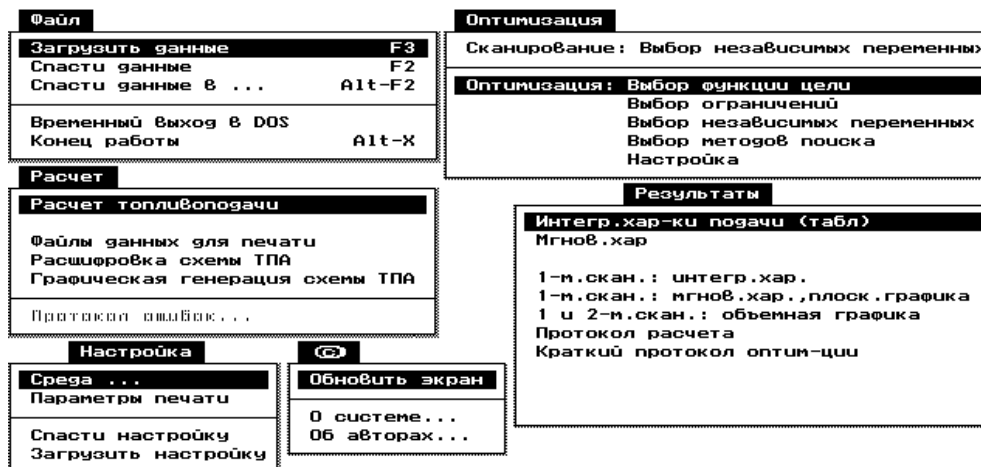 Файл
Загрузить данные F3
Спасти данные F2
Спасти данные в ... Alt-F2
Временный выход в DOS
Конец работы Alt-X
Расчет
Расчет топливоподачи
Файлы данных для печати
Расшифровка схемы ТПА
Графическая генерация схемы ТПА
Протокол ошибок...
Настройка
Среда ...
Параметры печати
Спасти настройку
Загрузить настройку
(C)
Обновить экран
О системе...
Об авторах...
Оптимизация
Сканирование: Выбор независимых переменных
Оптимизация: Выбор функции цели
Выбор ограничений
Выбор независимых переменных
Выбор методов поиска
Настройка
Результаты
Интегр.хар-ки подачи (табл)
Мгнов.хар
1-м.скан.: интегр.хар.
1-м.скан.: мгнов.хар.,плоск.графика
1 и 2-м.скан.: объемная графика
Протокол расчета
Краткий протокол оптим-ции